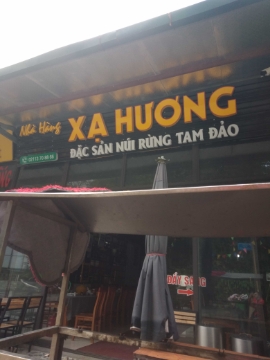 Nhà Hàng
XẠ HƯƠNG
ĐẶC SẢN NÚI RỪNG TAM ĐẢO